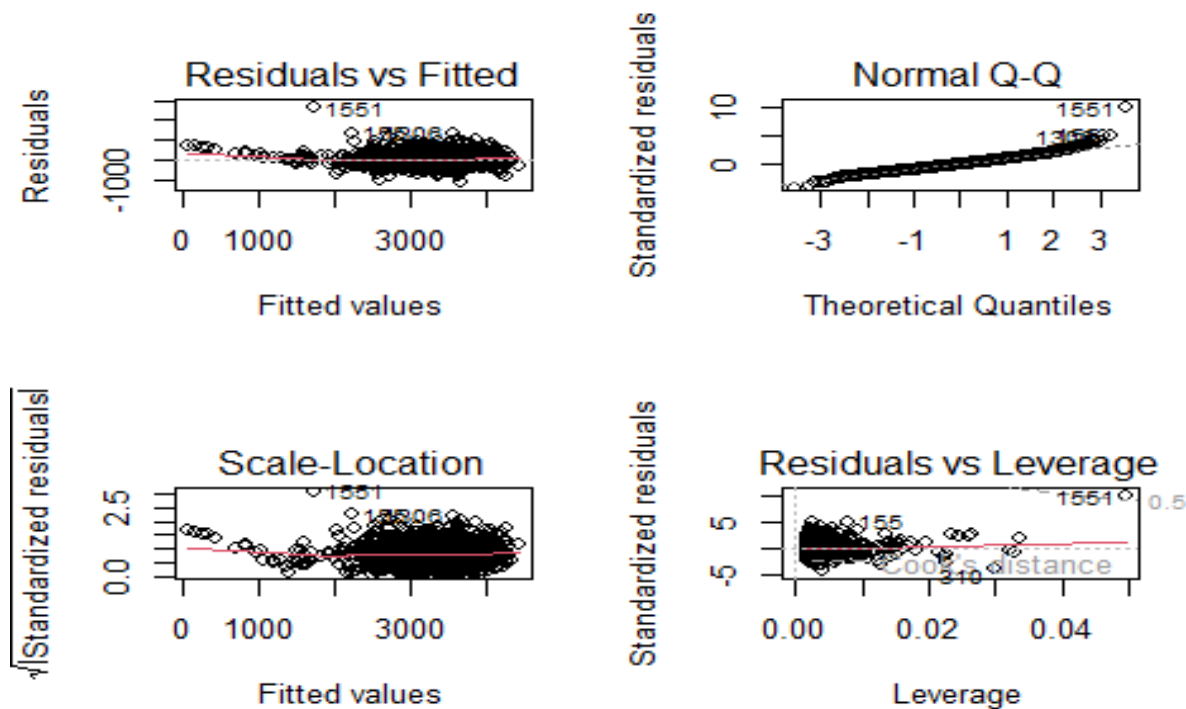 Residuals vs Fitted
Residuals
-1000
1551
0 1000 3000
Fitted values
Normal Q-Q
Standardized residuals
10
0
1551
-3 -1 1 2 3
Theoretical Quantiles
Scale-Location
√|Standardized residuals|
2.5
0.0
1551
0 1000 3000
Fitted values
Residuals vs Leverage
Standardized residuals
5
-5
1551
0.5
155
Cook's distance
310
0.00 0.02 0.04
Leverage